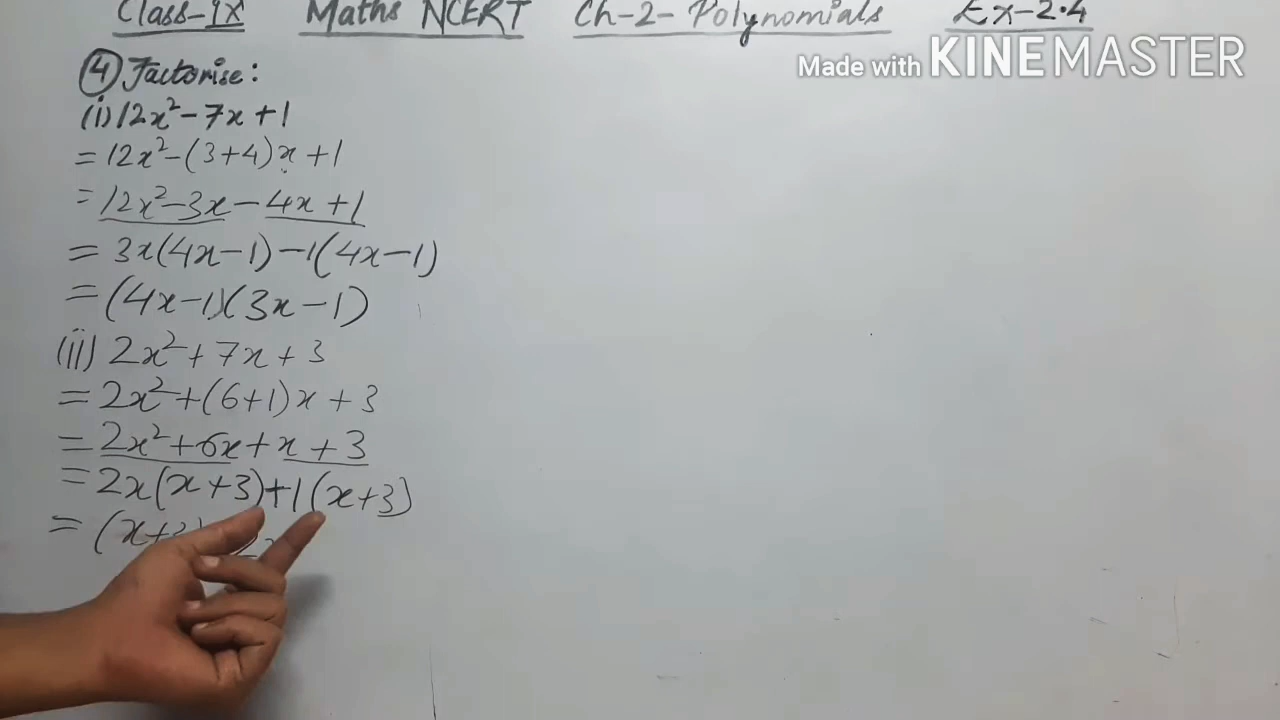 Class-IX Maths NCERT Ch-2- Polynomials Ex-2.4
Made with KINEMASTER
④ Factorise:
(i) 12x² - 7x + 1
= 12x² - (3+4)x + 1
= 12x² - 3x - 4x + 1
= 3x(4x-1) -1(4x-1)
= (4x-1)(3x-1)
(ii) 2x² + 7x + 3
= 2x² + (6+1)x + 3
= 2x² + 6x + x + 3
= 2x(x+3) +1(x+3)
= (x+3)